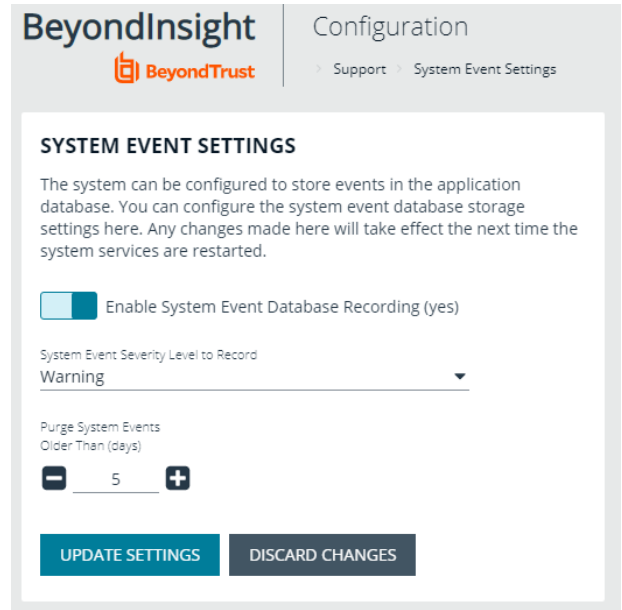 BeyondInsight
BeyondTrust
Configuration
Support
System Event Settings
SYSTEM EVENT SETTINGS
The system can be configured to store events in the application
database. You can configure the system event database storage
settings here. Any changes made here will take effect the next time the
system services are restarted.
Enable System Event Database Recording (yes)
System Event Severity Level to Record
Warning
Purge System Events
Older Than (days)
5
UPDATE SETTINGS
DISCARD CHANGES